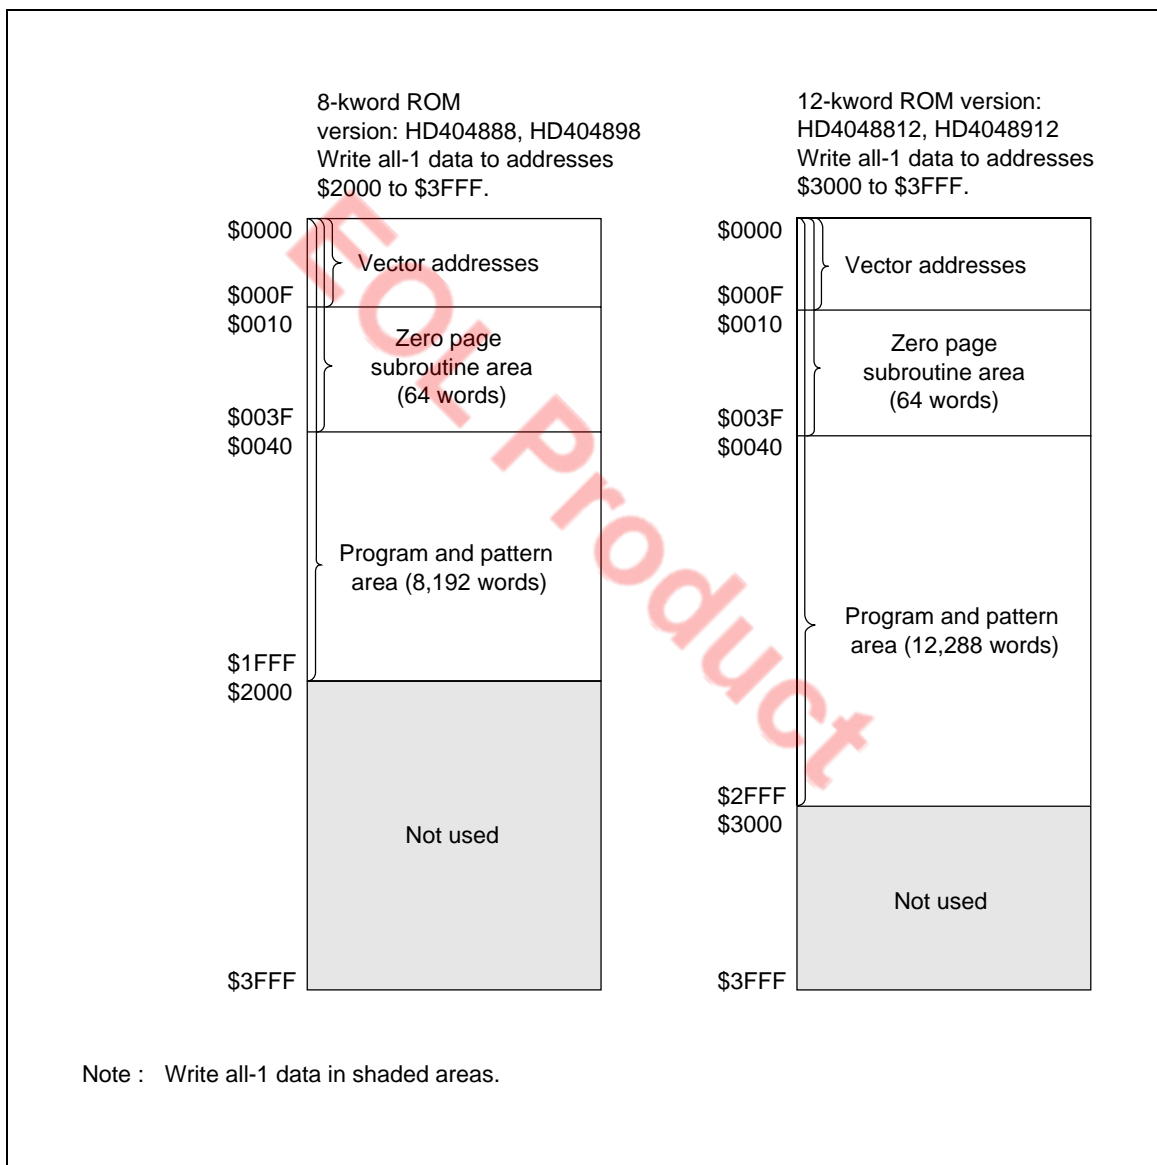 8-kword ROM
version: HD404888, HD404898
Write all-1 data to addresses
$2000 to $3FFF.
$0000
Vector addresses
$000F
$0010
Zero page
subroutine area
(64 words)
$003F
$0040
Program and pattern
area (8,192 words)
$1FFF
$2000
Not used
$3FFF
12-kword ROM version:
HD4048812, HD4048912
Write all-1 data to addresses
$3000 to $3FFF.
$0000
Vector addresses
$000F
$0010
Zero page
subroutine area
(64 words)
$003F
$0040
Program and pattern
area (12,288 words)
$2FFF
$3000
Not used
$3FFF
EOL Product
Note : Write all-1 data in shaded areas.